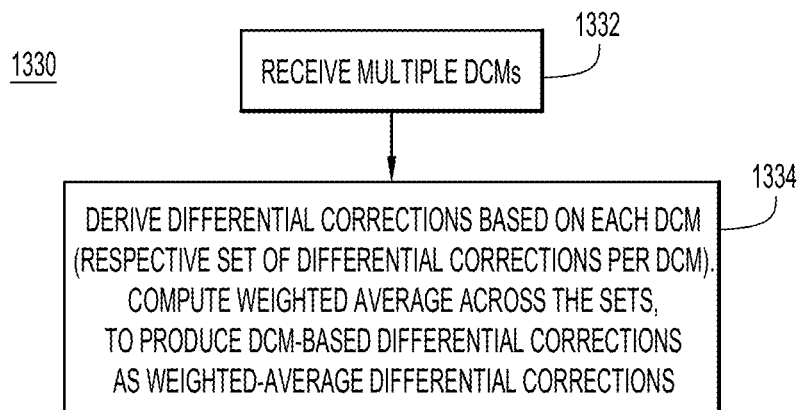 1330
1332
RECEIVE MULTIPLE DCMs
1334
DERIVE DIFFERENTIAL CORRECTIONS BASED ON EACH DCM
(RESPECTIVE SET OF DIFFERENTIAL CORRECTIONS PER DCM).
COMPUTE WEIGHTED AVERAGE ACROSS THE SETS,
TO PRODUCE DCM-BASED DIFFERENTIAL CORRECTIONS
AS WEIGHTED-AVERAGE DIFFERENTIAL CORRECTIONS